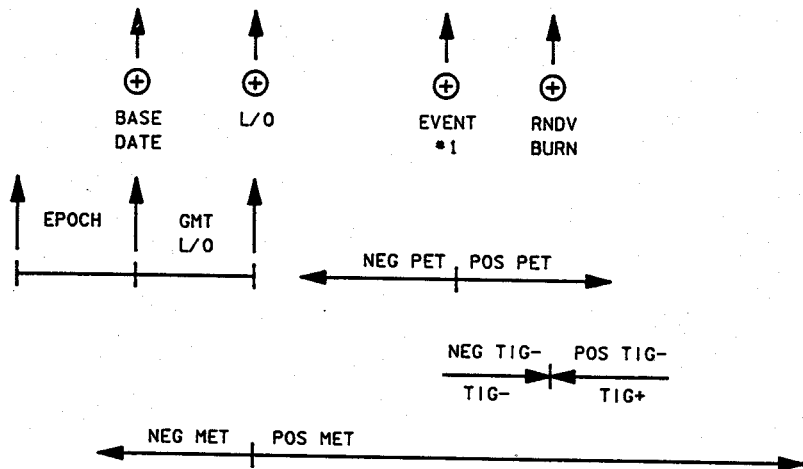 BASE
DATE
L/O
EVENT
#1
RNDV
BURN
EPOCH
GMT
L/O
NEG PET
POS PET
NEG TIG-
POS TIG-
TIG-
TIG+
NEG MET
POS MET